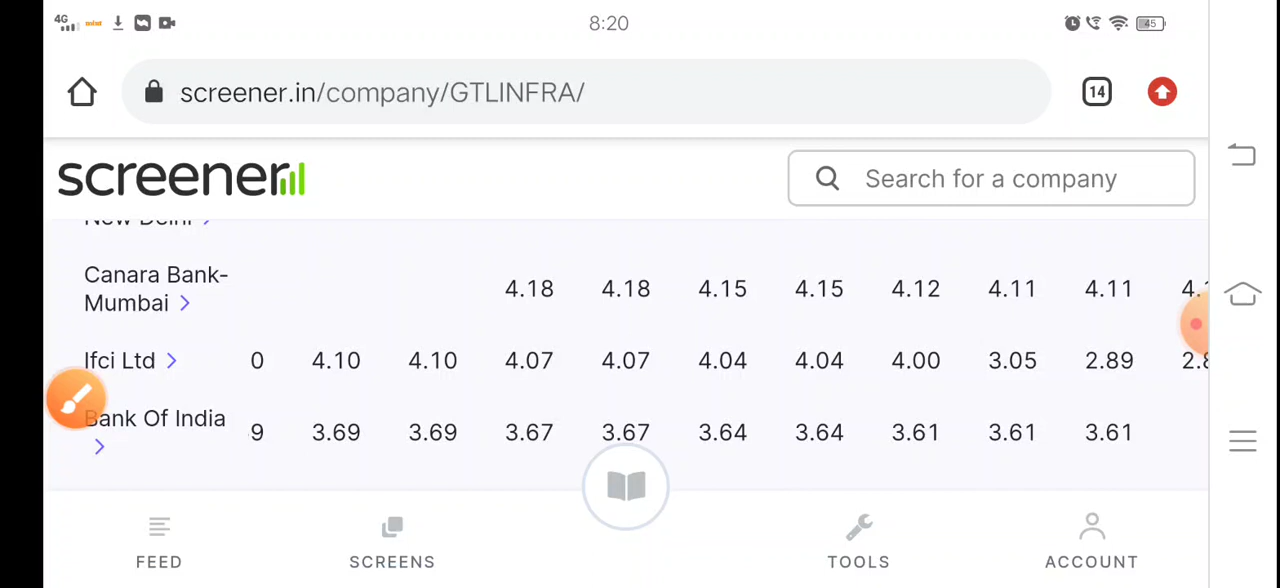 4G
8:20
45
screener.in/company/GTLINFRA/
14
screener
Search for a company
New Delhi >
Canara Bank- 4.18 4.18 4.15 4.15 4.12 4.11 4.11
Mumbai >
Ifci Ltd > 0 4.10 4.10 4.07 4.07 4.04 4.04 4.00 3.05 2.89
Bank Of India 9 3.69 3.69 3.67 3.67 3.64 3.64 3.61 3.61 3.61
>
FEED
SCREENS
TOOLS
ACCOUNT